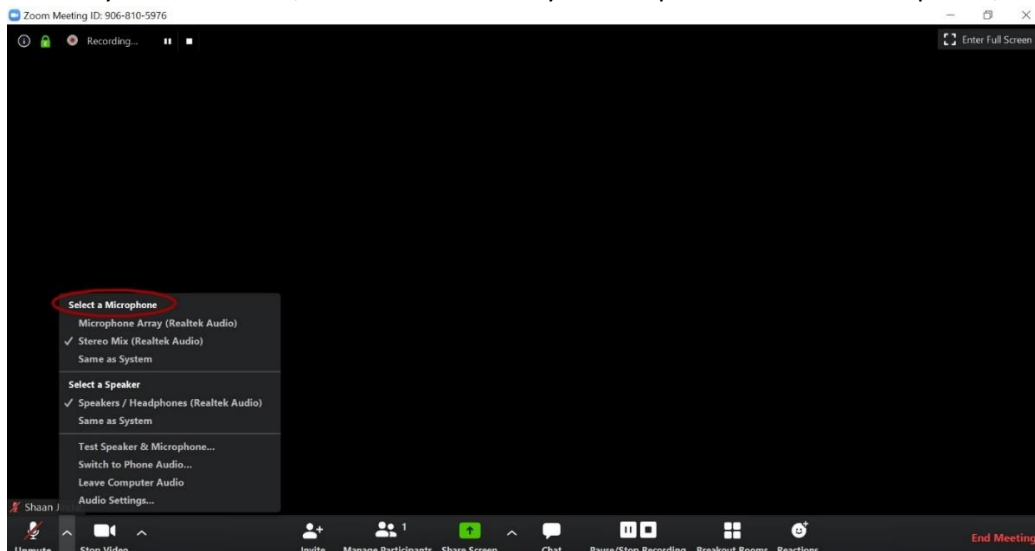 Zoom Meeting ID: 906-810-5976
Recording...
Enter Full Screen
Select a Microphone
Microphone Array (Realtek Audio)
✓ Stereo Mix (Realtek Audio)
Same as System
Select a Speaker
✓ Speakers / Headphones (Realtek Audio)
Same as System
Test Speaker & Microphone...
Switch to Phone Audio...
Leave Computer Audio
Audio Settings...
Shaan
1
Unmute Stop Video Invite Manage Participants Share Screen Chat Pause/Stop Recording Breakout Rooms Reactions End Meeting